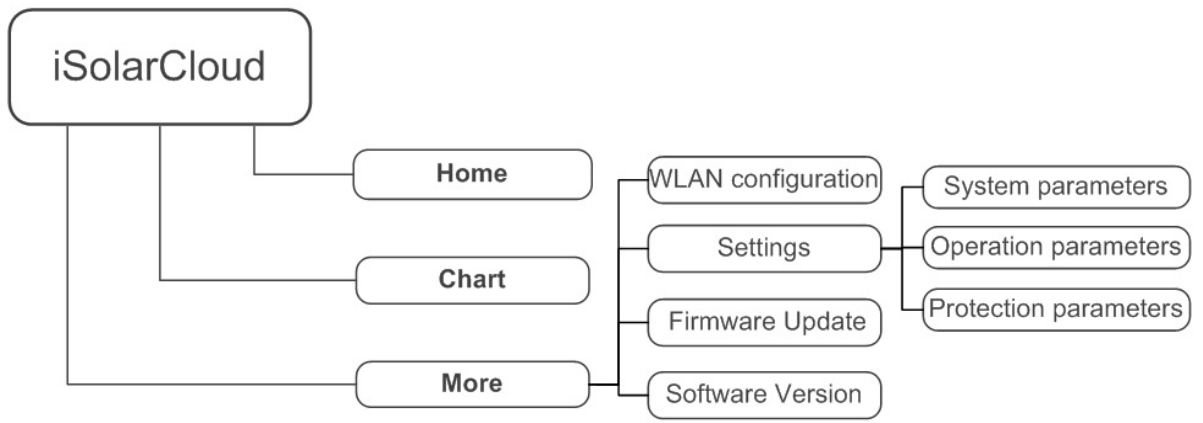 iSolarCloud
Home
Chart
More
WLAN configuration
Settings
Firmware Update
Software Version
System parameters
Operation parameters
Protection parameters